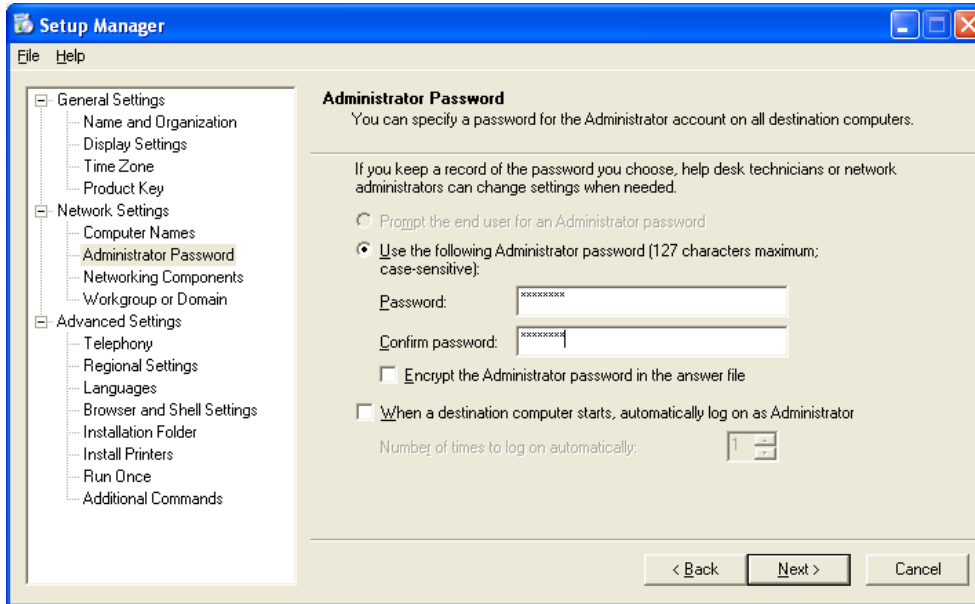 Setup Manager
File Help
General Settings
Name and Organization
Display Settings
Time Zone
Product Key
Network Settings
Computer Names
Administrator Password
Networking Components
Workgroup or Domain
Advanced Settings
Telephony
Regional Settings
Languages
Browser and Shell Settings
Installation Folder
Install Printers
Run Once
Additional Commands
Administrator Password
You can specify a password for the Administrator account on all destination computers.
If you keep a record of the password you choose, help desk technicians or network
administrators can change settings when needed.
Prompt the end user for an Administrator password
Use the following Administrator password (127 characters maximum;
case-sensitive):
Password: ********
Confirm password: ********
Encrypt the Administrator password in the answer file
When a destination computer starts, automatically log on as Administrator
Number of times to log on automatically: 1
< Back Next > Cancel